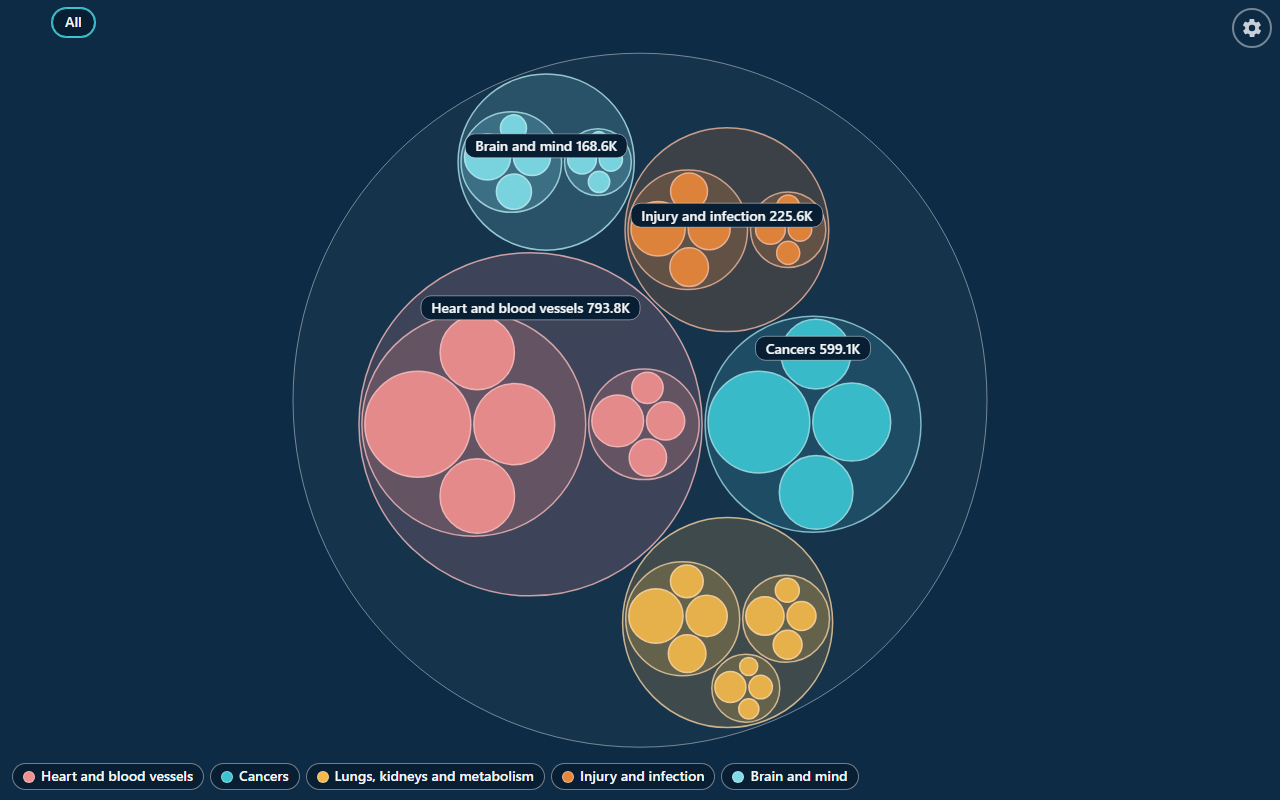 All
Brain and mind 168.6K
Injury and infection 225.6K
Heart and blood vessels 793.8K
Cancers 599.1K
Heart and blood vessels
Cancers
Lungs, kidneys and metabolism
Injury and infection
Brain and mind